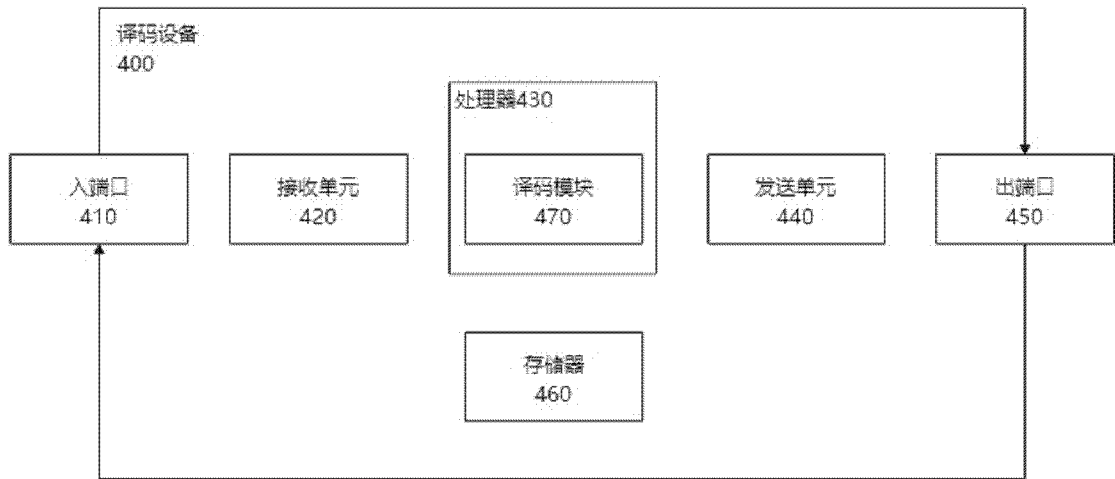 译码设备
400
处理器430
入端口
410
接收单元
420
译码模块
470
发送单元
440
出端口
450
存储器
460